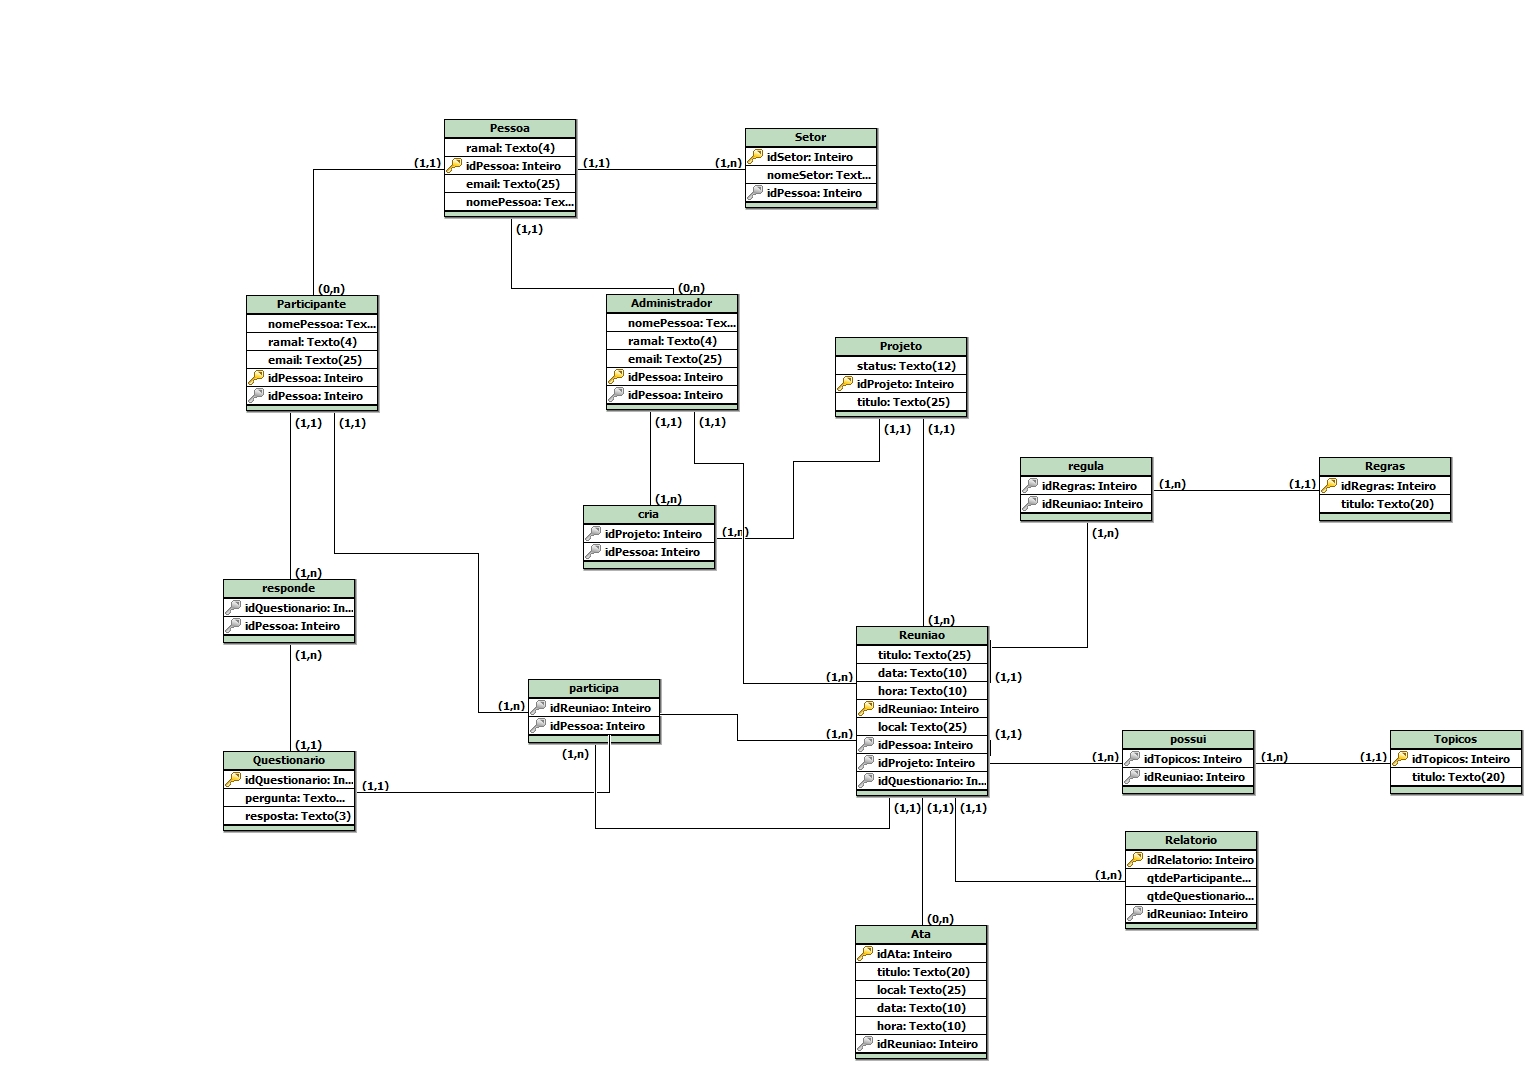 Pessoa
ramal: Texto(4)
idPessoa: Inteiro
email: Texto(25)
nomePessoa: Tex...
(1,1)
(1,1)
(1,1)
(1,n)
Setor
idSetor: Inteiro
nomeSetor: Text...
idPessoa: Inteiro
(0,n)
Participante
nomePessoa: Tex...
ramal: Texto(4)
email: Texto(25)
idPessoa: Inteiro
idPessoa: Inteiro
(1,1)
(1,1)
(0,n)
Administrador
nomePessoa: Tex...
ramal: Texto(4)
email: Texto(25)
idPessoa: Inteiro
idPessoa: Inteiro
(1,1)
(1,1)
Projeto
status: Texto(12)
idProjeto: Inteiro
titulo: Texto(25)
(1,1)
(1,1)
regula
idRegras: Inteiro
idReuniao: Inteiro
(1,n)
(1,1)
(1,n)
Regras
idRegras: Inteiro
titulo: Texto(20)
(1,n)
cria
idProjeto: Inteiro
idPessoa: Inteiro
(1,n)
(1,n)
responde
idQuestionario: In...
idPessoa: Inteiro
(1,n)
(1,n)
participa
idReuniao: Inteiro
idPessoa: Inteiro
(1,n)
(1,n)
Reuniao
titulo: Texto(25)
data: Texto(10)
hora: Texto(10)
idReuniao: Inteiro
local: Texto(25)
idPessoa: Inteiro
idProjeto: Inteiro
idQuestionario: In...
(1,n)
(1,n)
(1,1)
(1,1)
(1,1)
(1,1)
(1,1)
(1,n)
possui
idTopicos: Inteiro
idReuniao: Inteiro
(1,n)
(1,1)
Topicos
idTopicos: Inteiro
titulo: Texto(20)
(1,1)
Questionario
idQuestionario: In...
pergunta: Texto...
resposta: Texto(3)
(1,1)
(1,n)
Relatorio
idRelatorio: Inteiro
qtdeParticipante...
qtdeQuestionario...
idReuniao: Inteiro
(0,n)
Ata
idAta: Inteiro
titulo: Texto(20)
local: Texto(25)
data: Texto(10)
hora: Texto(10)
idReuniao: Inteiro